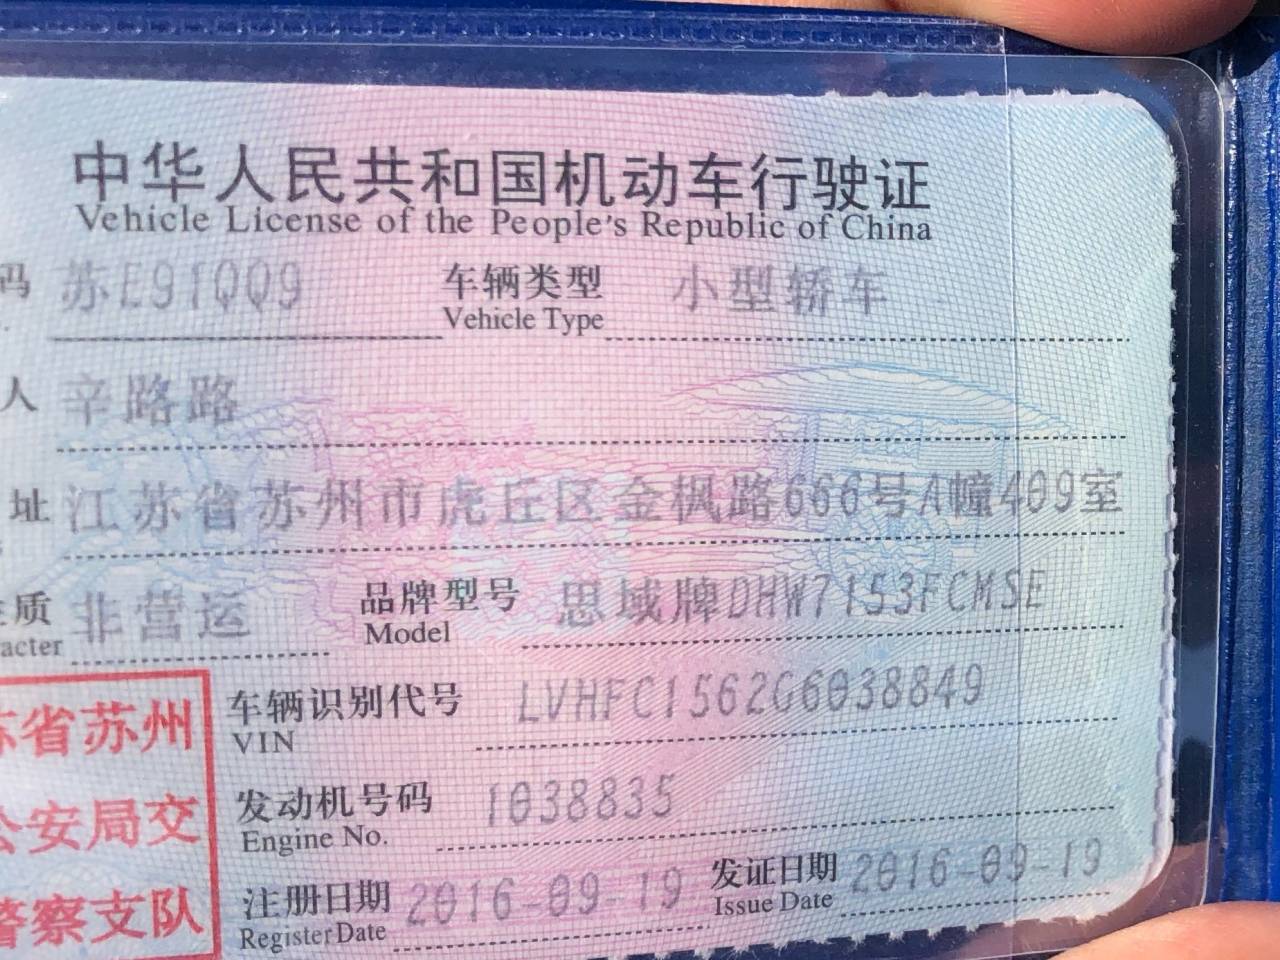 中华人民共和国机动车行驶证
Vehicle License of the People's Republic of China
码 苏E91QQ9 车辆类型 小型轿车
Vehicle Type
人 辛路路
址 江苏省苏州市虎丘区金枫路666号A幢409室
质 非营运 品牌型号 思域牌DHW7153FCMSE
acter Model
车辆识别代号 LVHFC1562G6038849
VIN
苏省苏州
发动机号码 1038835
Engine No.
公安局交
注册日期 2016-09-19 发证日期 2016-09-19
Register Date Issue Date
警察支队